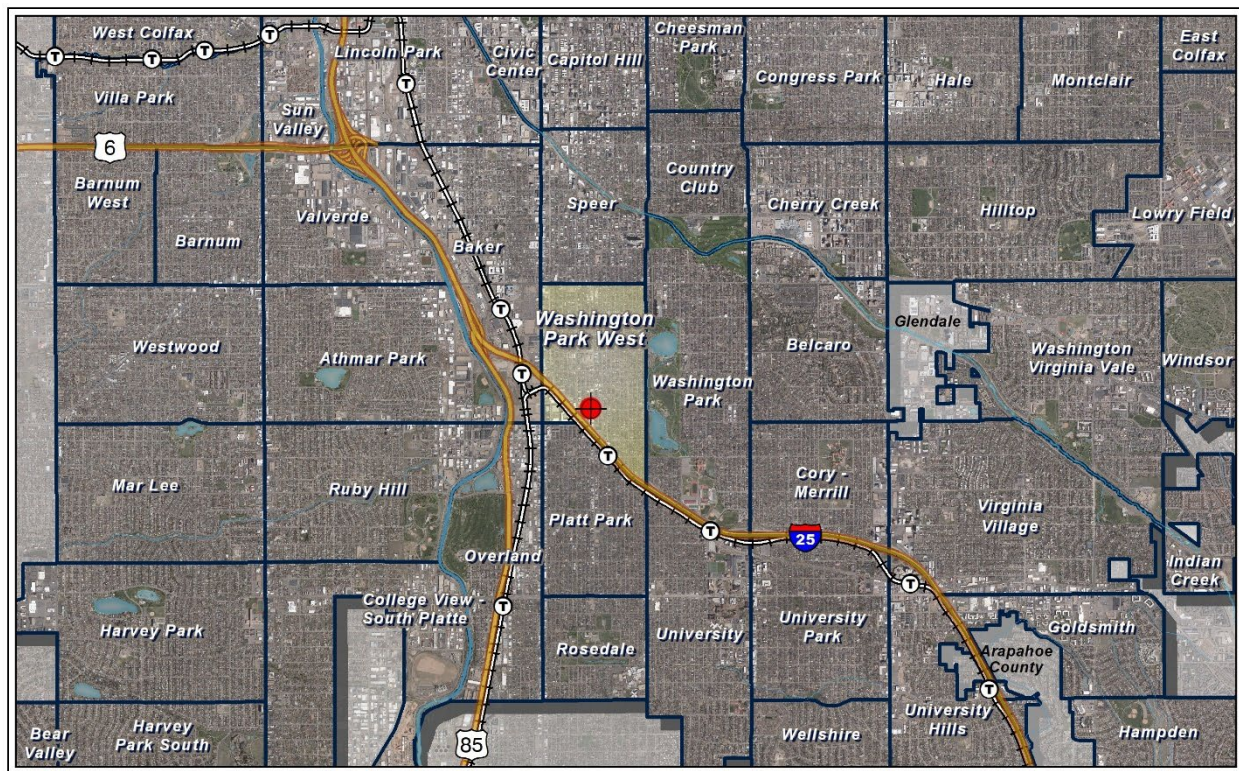 West Colfax
Lincoln Park
Civic
Center
Capitol Hill
Cheesman
Park
Congress Park
Hale
Montclair
East
Colfax
Villa Park
Sun
Valley
6
Barnum
West
Barnum
Valverde
Baker
Speer
Country
Club
Cherry Creek
Hilltop
Lowry Field
Westwood
Athmar Park
Washington
Park West
Washington
Park
Belcaro
Glendale
Washington
Virginia Vale
Windsor
Mar Lee
Ruby Hill
Platt Park
Overland
Cory -
Merrill
25
Virginia
Village
Indian
Creek
Harvey Park
College View -
South Platte
Rosedale
University
University
Park
Goldsmith
Arapahoe
County
Bear
Valley
Harvey
Park South
85
Wellshire
University
Hills
Hampden
T
T
T
T
T
T
T
T
T
T
T
T